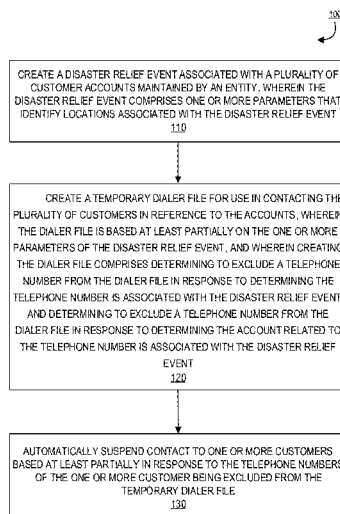 100
CREATE A DISASTER RELIEF EVENT ASSOCIATED WITH A PLURALITY OF
CUSTOMER ACCOUNTS MAINTAINED BY AN ENTITY, WHEREIN THE
DISASTER RELIEF EVENT COMPRISES ONE OR MORE PARAMETERS THAT
IDENTIFY LOCATIONS ASSOCIATED WITH THE DISASTER RELIEF EVENT
110
CREATE A TEMPORARY DIALER FILE FOR USE IN CONTACTING THE
PLURALITY OF CUSTOMERS IN REFERENCE TO THE ACCOUNTS, WHEREIN
THE DIALER FILE IS BASED AT LEAST PARTIALLY ON THE ONE OR MORE
PARAMETERS OF THE DISASTER RELIEF EVENT, AND WHEREIN CREATING
THE DIALER FILE COMPRISES DETERMINING TO EXCLUDE A TELEPHONE
NUMBER FROM THE DIALER FILE IN RESPONSE TO DETERMINING THE
TELEPHONE NUMBER IS ASSOCIATED WITH THE DISASTER RELIEF EVENT
AND DETERMINING TO EXCLUDE A TELEPHONE NUMBER FROM THE
DIALER FILE IN RESPONSE TO DETERMINING THE ACCOUNT RELATED TO
THE TELEPHONE NUMBER IS ASSOCIATED WITH THE DISASTER RELIEF
EVENT
120
AUTOMATICALLY SUSPEND CONTACT TO ONE OR MORE CUSTOMERS
BASED AT LEAST PARTIALLY IN RESPONSE TO THE TELEPHONE NUMBERS
OF THE ONE OR MORE CUSTOMER BEING EXCLUDED FROM THE
TEMPORARY DIALER FILE
130